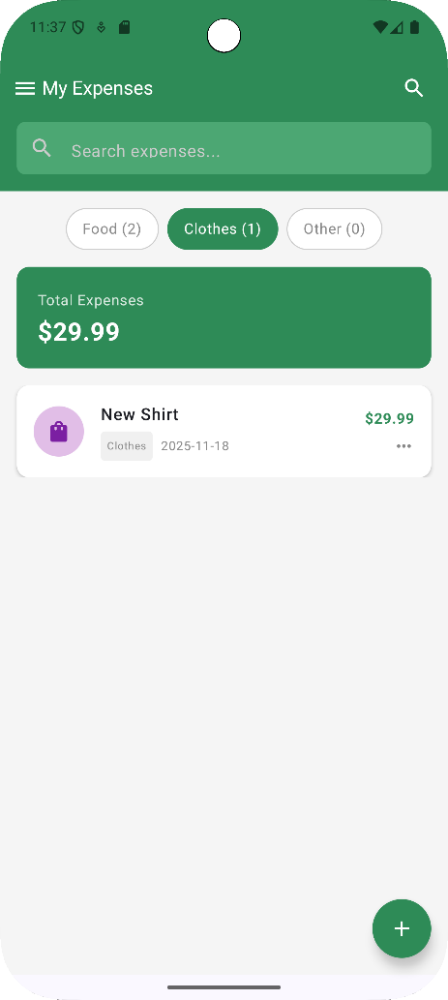 11:37
My Expenses
Search expenses...
Food (2) Clothes (1) Other (0)
Total Expenses
$29.99
New Shirt
$29.99
Clothes 2025-11-18